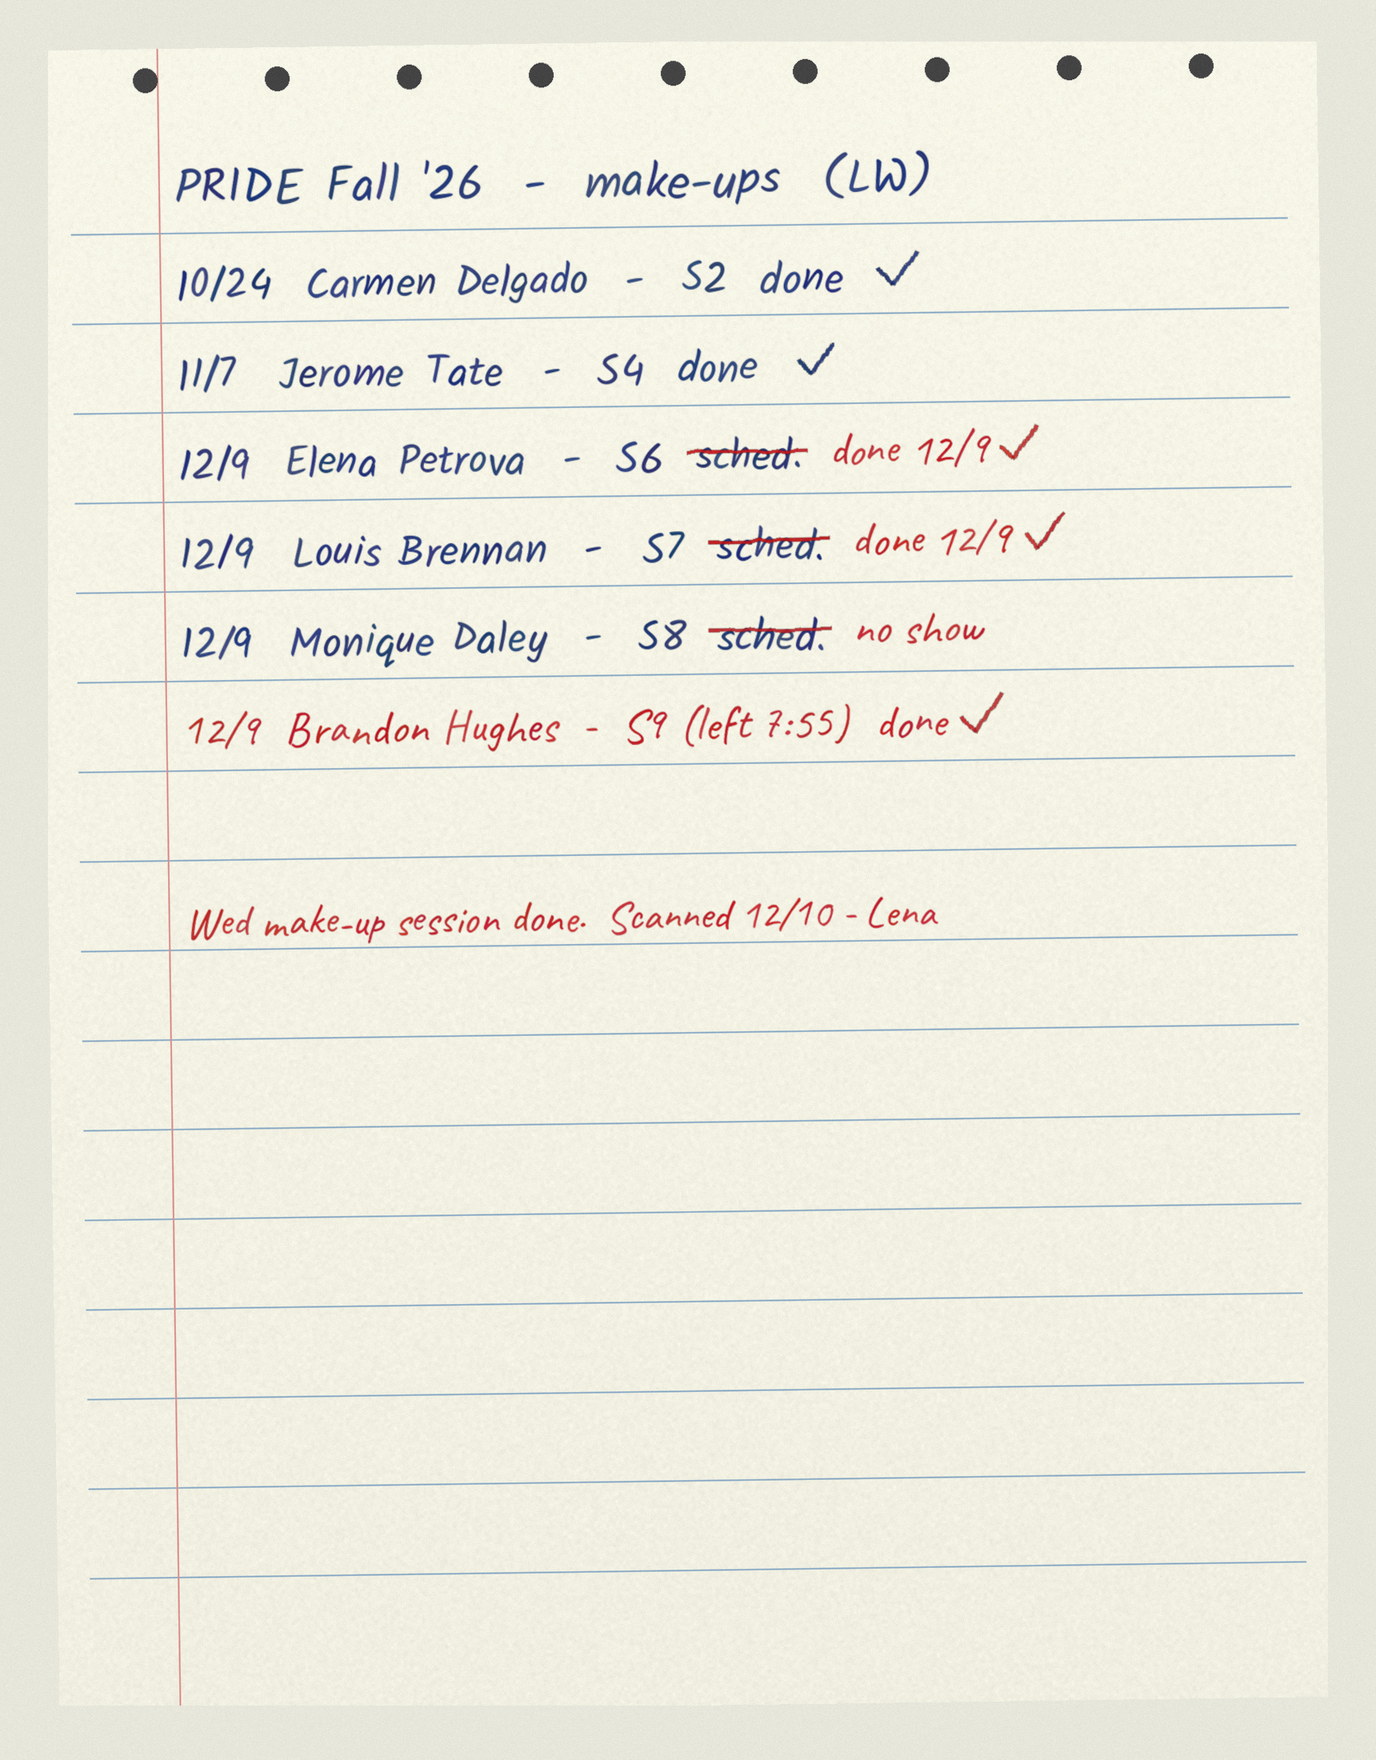 PRIDE Fall '26 - make-ups (LW)
10/24 Carmen Delgado - S2 done ✓
11/7 Jerome Tate - S4 done ✓
12/9 Elena Petrova - S6 sched. done 12/9 ✓
12/9 Louis Brennan - S7 sched. done 12/9 ✓
12/9 Monique Daley - S8 sched. no show
12/9 Brandon Hughes - S9 (left 7:55) done ✓
Wed make-up session done. Scanned 12/10 - Lena